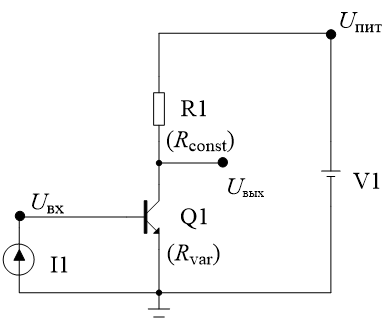 Uпит
R1
(Rconst)
Uвых
V1
Uвх
Q1
(Rvar)
I1